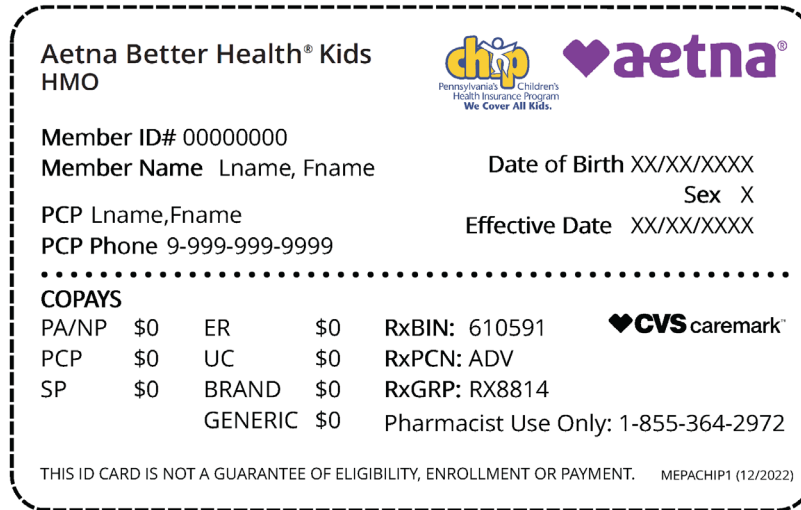 Aetna Better Health® Kids
HMO
chip
Pennsylvania's Children's
Health Insurance Program
We Cover All Kids.
aetna®
Member ID# 00000000
Member Name Lname, Fname
Date of Birth XX/XX/XXXX
Sex X
Effective Date XX/XX/XXXX
PCP Lname,Fname
PCP Phone 9-999-999-9999
COPAYS
PA/NP $0 ER $0 RxBIN: 610591
CVS caremark™
PCP $0 UC $0 RxPCN: ADV
SP $0 BRAND $0 RxGRP: RX8814
GENERIC $0 Pharmacist Use Only: 1-855-364-2972
THIS ID CARD IS NOT A GUARANTEE OF ELIGIBILITY, ENROLLMENT OR PAYMENT. MEPACHIP1 (12/2022)